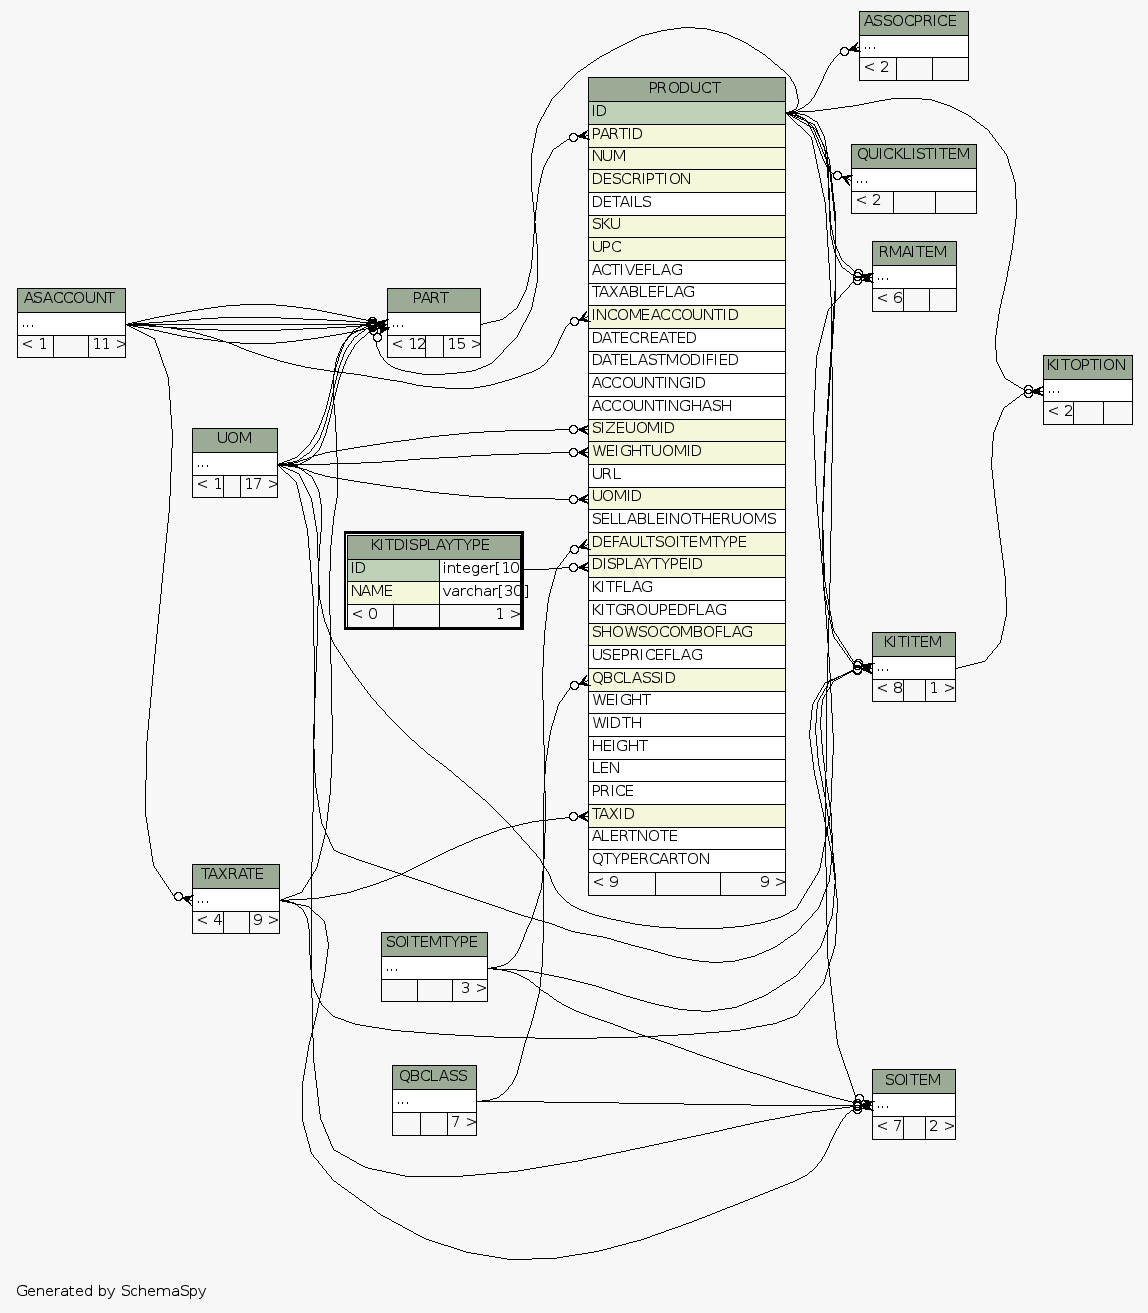 ASSOCPRICE
...
< 2
PRODUCT
ID
PARTID
NUM
DESCRIPTION
DETAILS
SKU
UPC
ACTIVEFLAG
TAXABLEFLAG
INCOMEACCOUNTID
DATECREATED
DATELASTMODIFIED
ACCOUNTINGID
ACCOUNTINGHASH
SIZEUOMID
WEIGHTUOMID
URL
UOMID
SELLABLEINOTHERUOMS
DEFAULTSOITEMTYPE
DISPLAYTYPEID
KITFLAG
KITGROUPEDFLAG
SHOWSOCOMBOFLAG
USEPRICEFLAG
QBCLASSID
WEIGHT
WIDTH
HEIGHT
LEN
PRICE
TAXID
ALERTNOTE
QTYPERCARTON
< 9 9 >
QUICKLISTITEM
...
< 2
RMAITEM
...
< 6
ASACCOUNT
...
< 1 11 >
PART
...
< 12 15 >
KITOPTION
...
< 2
UOM
...
< 1 17 >
KITDISPLAYTYPE
ID integer[10
NAME varchar[30]
< 0 1 >
KITITEM
...
< 8 1 >
TAXRATE
...
< 4 9 >
SOITEMTYPE
...
3 >
QBCLASS
...
7 >
SOITEM
...
< 7 2 >
Generated by SchemaSpy